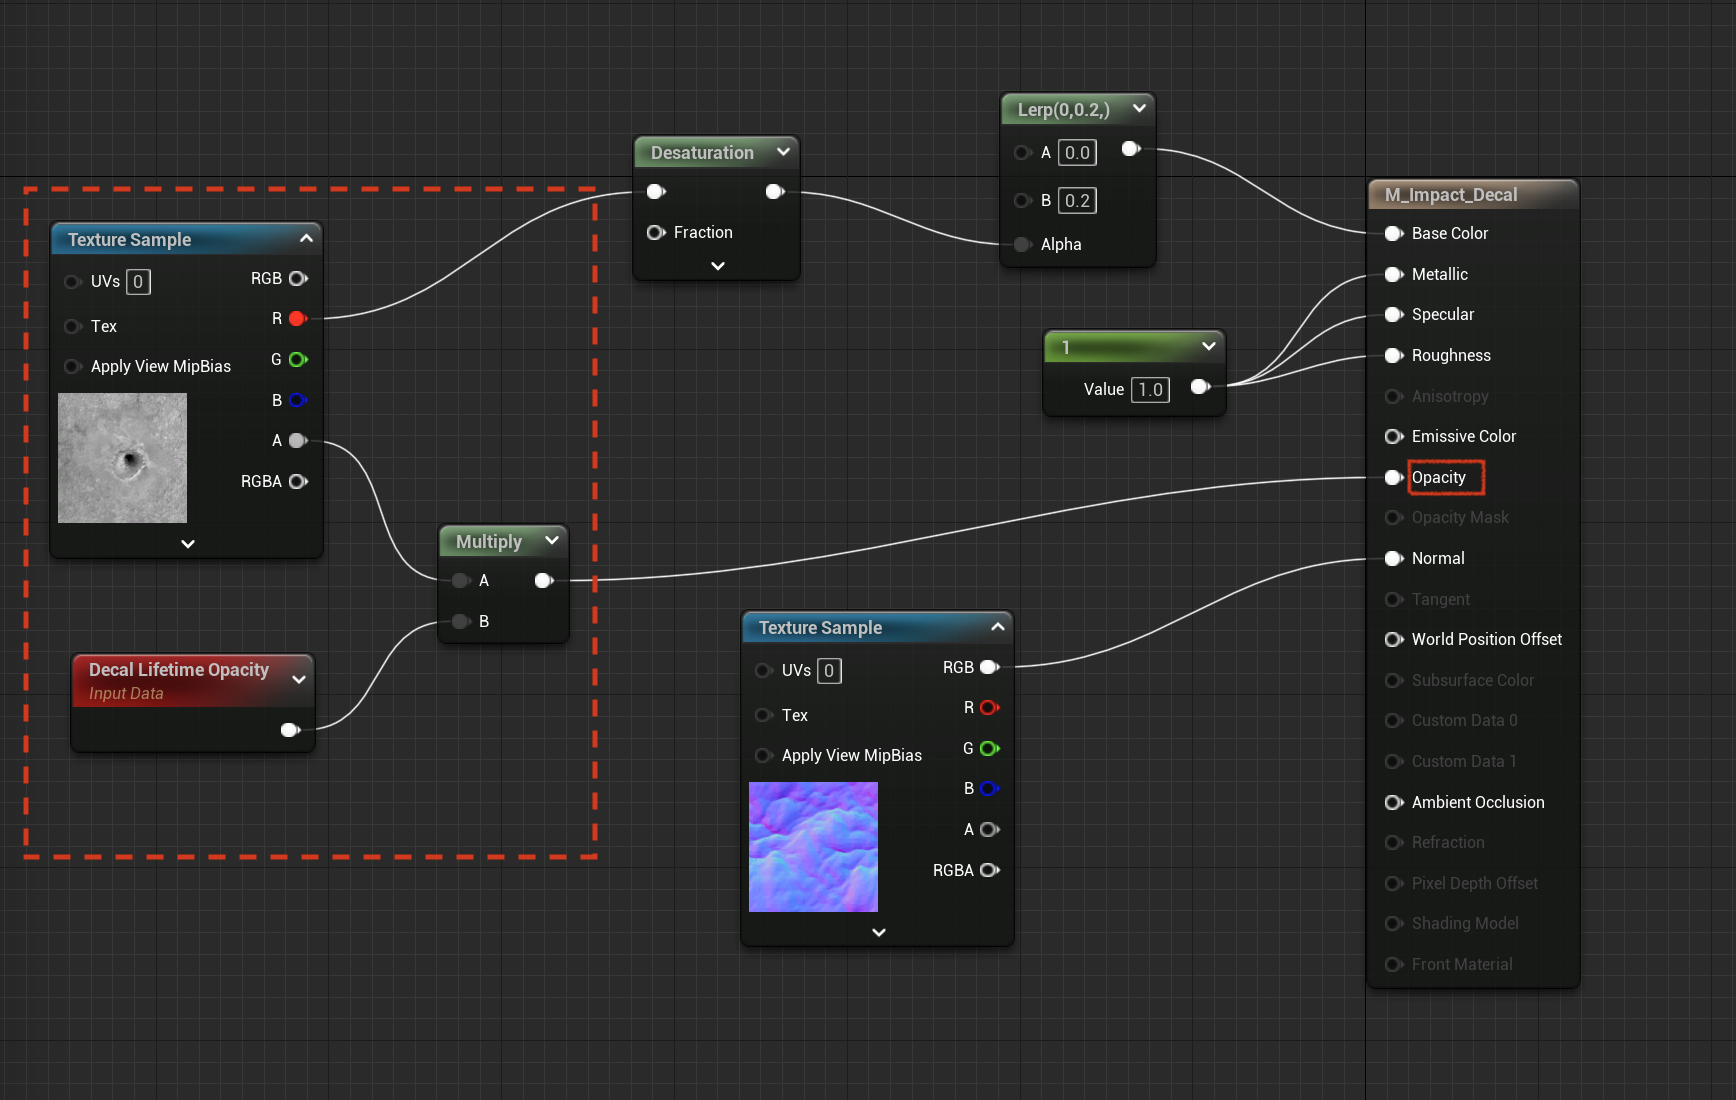 Texture Sample
UVs 0
Tex
Apply View MipBias
RGB
R
G
B
A
RGBA
Decal Lifetime Opacity
Input Data
Multiply
A
B
Desaturation
Fraction
Lerp(0,0.2,)
A 0.0
B 0.2
Alpha
1
Value 1.0
Texture Sample
UVs 0
Tex
Apply View MipBias
RGB
R
G
B
A
RGBA
M_Impact_Decal
Base Color
Metallic
Specular
Roughness
Anisotropy
Emissive Color
Opacity
Opacity Mask
Normal
Tangent
World Position Offset
Subsurface Color
Custom Data 0
Custom Data 1
Ambient Occlusion
Refraction
Pixel Depth Offset
Shading Model
Front Material